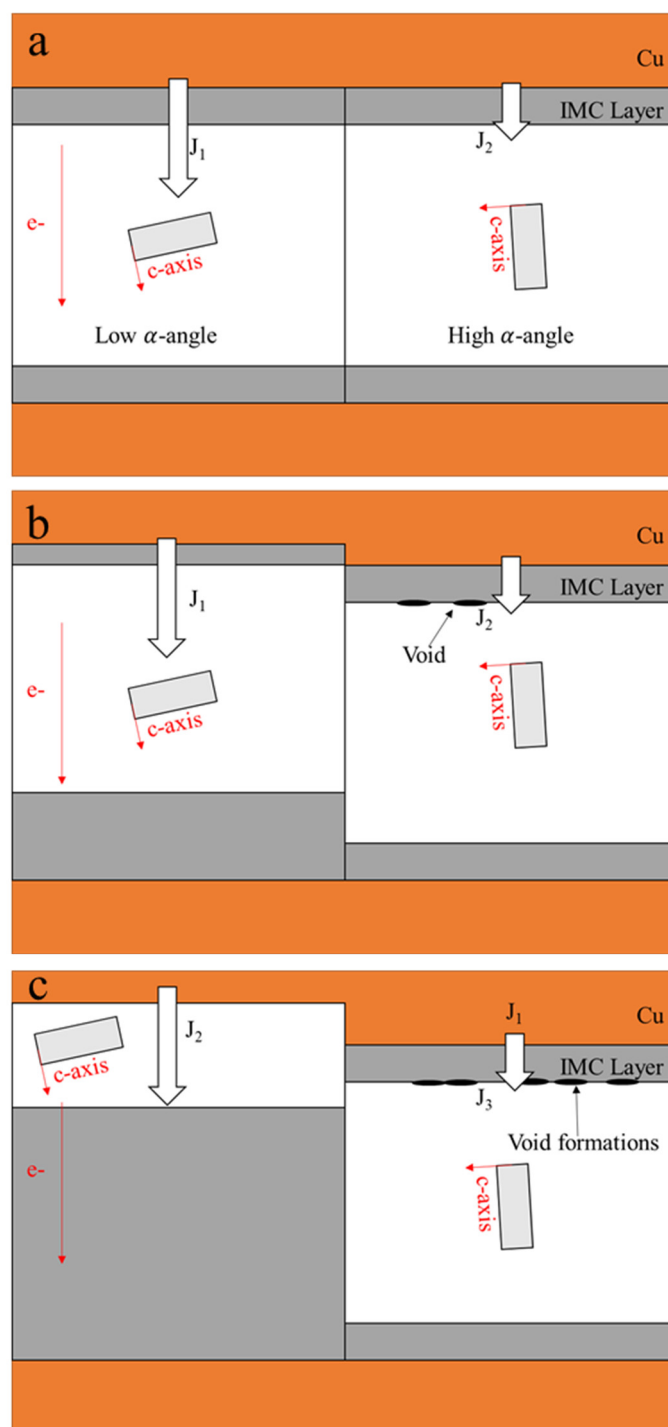 a
Cu
IMC Layer
J₁
J₂
e-
c-axis
c-axis
Low α-angle
High α-angle
b
Cu
IMC Layer
J₁
J₂
Void
e-
c-axis
c-axis
c
Cu
J₁
J₂
IMC Layer
c-axis
J₃
Void formations
e-
c-axis